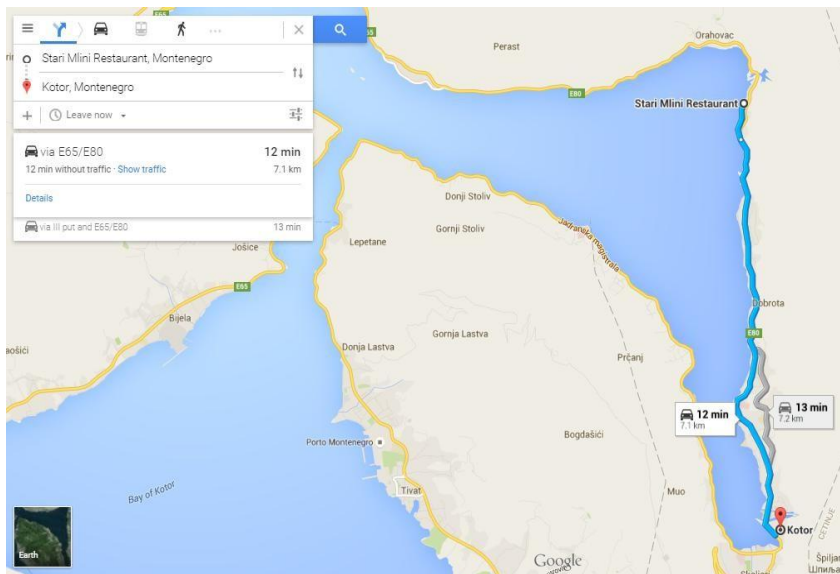 Stari Mlini Restaurant, Montenegro
Kotor, Montenegro
Leave now
via E65/E80
12 min
12 min without traffic · Show traffic
7.1 km
Details
via III put and E65/E80
13 min
Orahovac
Perast
E80
Stari Mlini Restaurant
Donji Stoliv
Gornji Stoliv
Jadranska magistrala
Lepetane
Jošice
E65
Bijela
Dobrota
E80
Gornja Lastva
Donja Lastva
Prčanj
12 min
7.1 km
13 min
7.2 km
Bogdašići
Porto Montenegro
Tivat
Muo
Bay of Kotor
Kotor
CETINJE
Earth
Google